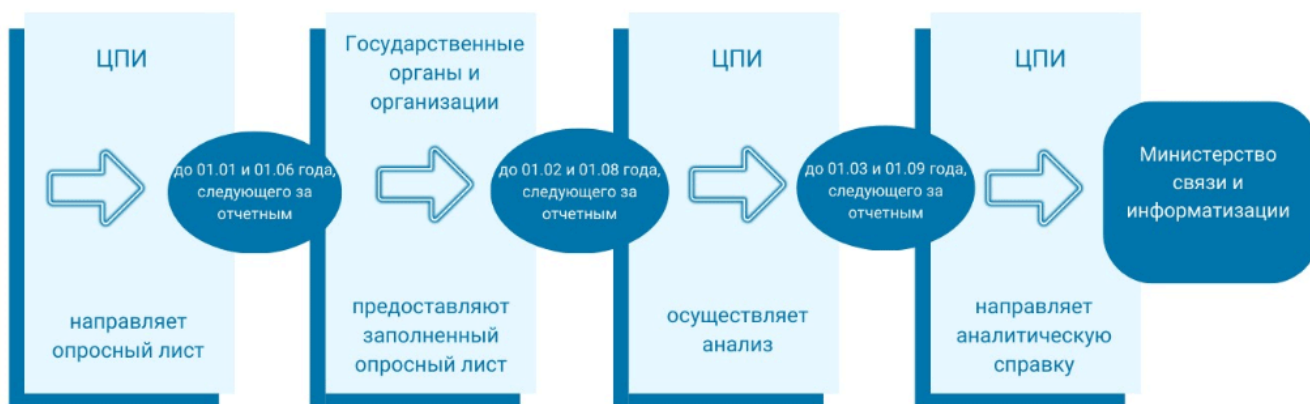 ЦПИ
направляет
опросный лист
до 01.01 и 01.06 года,
следующего за
отчетным
Государственные
органы и
организации
предоставляют
заполненный
опросный лист
до 01.02 и 01.08 года,
следующего за
отчетным
ЦПИ
осуществляет
анализ
до 01.03 и 01.09 года,
следующего за
отчетным
ЦПИ
направляет
аналитическую
справку
Министерство
связи и
информатизации